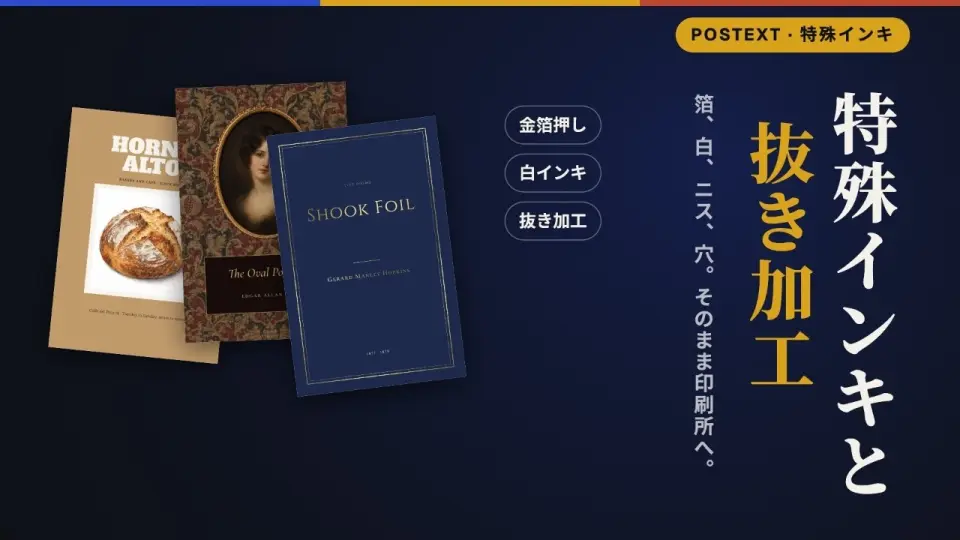 POSTEXT · 特殊インキ
特殊インキと
抜き加工
箔、白、ニス、穴。そのまま印刷所へ。
金箔押し
白インキ
抜き加工
HORN
ALTO
The Oval Po
EDGAR ALLAN
SHOOK FOIL
GERARD MANLEY HOPKINS